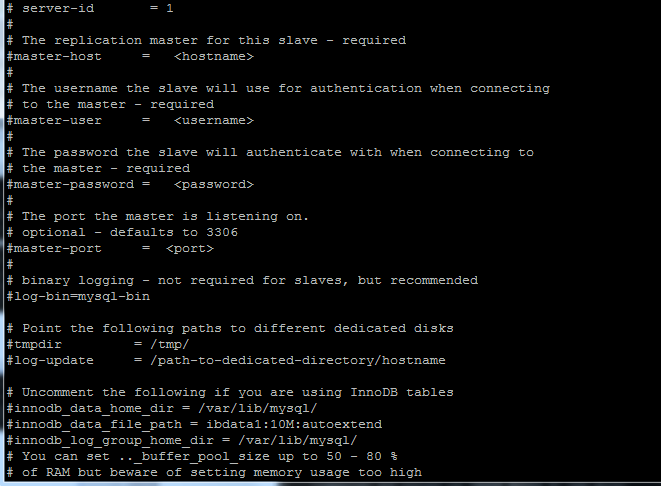 # server-id       = 1
#
# The replication master for this slave - required
#master-host     =   <hostname>
#
# The username the slave will use for authentication when connecting
# to the master - required
#master-user     =   <username>
#
# The password the slave will authenticate with when connecting to
# the master - required
#master-password =   <password>
#
# The port the master is listening on.
# optional - defaults to 3306
#master-port     =  <port>
#
# binary logging - not required for slaves, but recommended
#log-bin=mysql-bin

# Point the following paths to different dedicated disks
#tmpdir         = /tmp/
#log-update     = /path-to-dedicated-directory/hostname

# Uncomment the following if you are using InnoDB tables
#innodb_data_home_dir = /var/lib/mysql/
#innodb_data_file_path = ibdata1:10M:autoextend
#innodb_log_group_home_dir = /var/lib/mysql/
# You can set .._buffer_pool_size up to 50 - 80 %
# of RAM but beware of setting memory usage too high